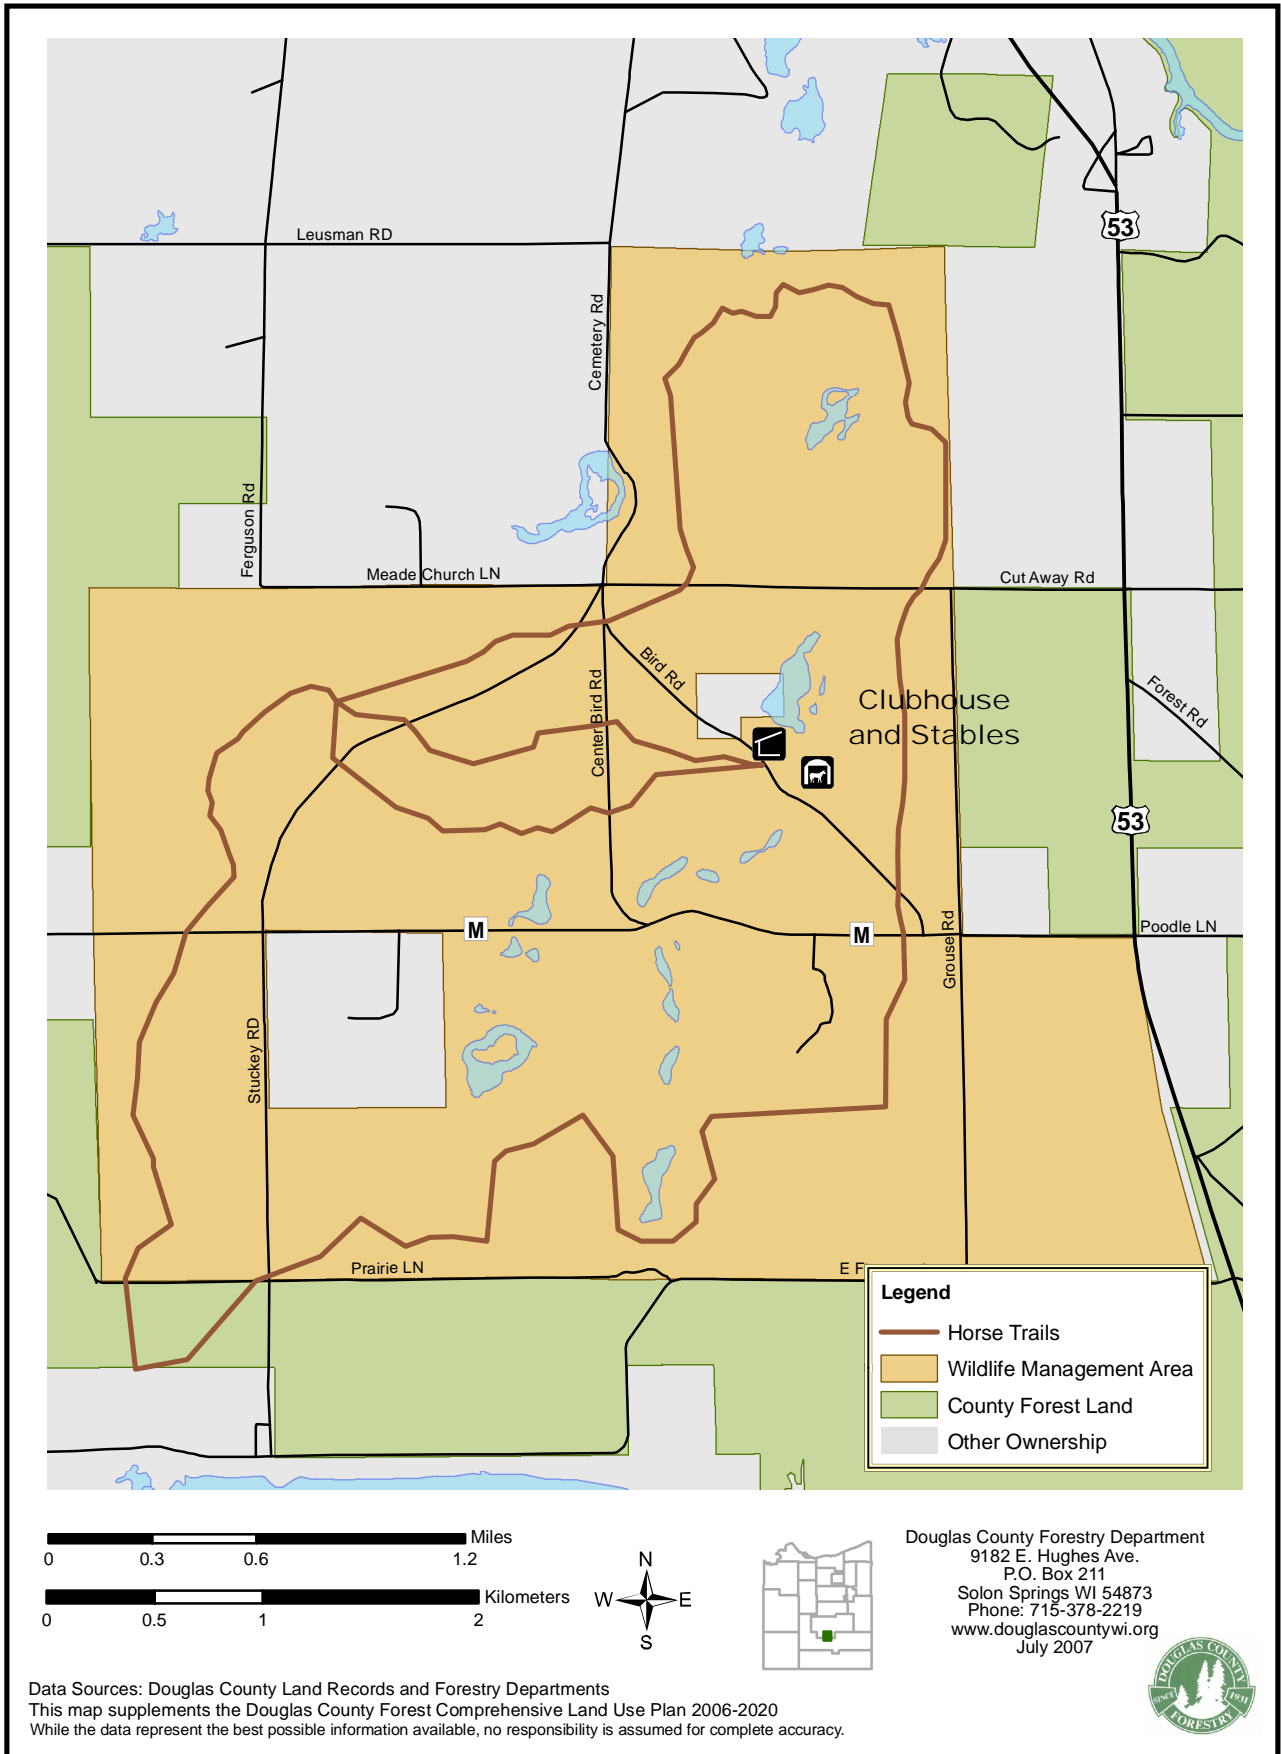 Leusman RD
53
Cemetery Rd
Ferguson Rd
Meade Church LN
Cut Away Rd
Bird Rd
Center Bird Rd
Clubhouse
and Stables
Forest Rd
53
M
M
Poodle LN
Grouse Rd
Stuckey RD
Prairie LN
E
Legend
Horse Trails
Wildlife Management Area
County Forest Land
Other Ownership
Miles
0 0.3 0.6 1.2
Kilometers
0 0.5 1 2
N
W E
S
Douglas County Forestry Department
9182 E. Hughes Ave.
P.O. Box 211
Solon Springs WI 54873
Phone: 715-378-2219
www.douglascountywi.org
July 2007
DOUGLAS COUNTY
SINCE 1931
FORESTRY
Data Sources: Douglas County Land Records and Forestry Departments
This map supplements the Douglas County Forest Comprehensive Land Use Plan 2006-2020
While the data represent the best possible information available, no responsibility is assumed for complete accuracy.